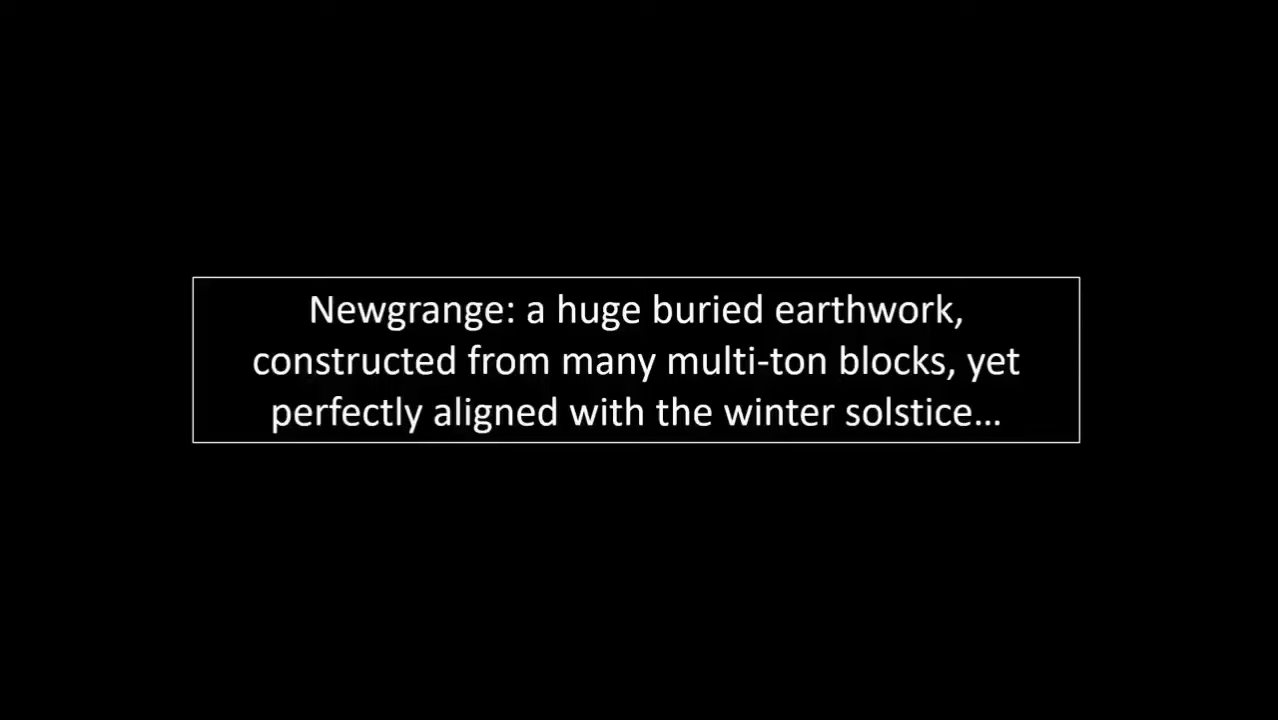 Newgrange: a huge buried earthwork,
constructed from many multi-ton blocks, yet
perfectly aligned with the winter solstice…